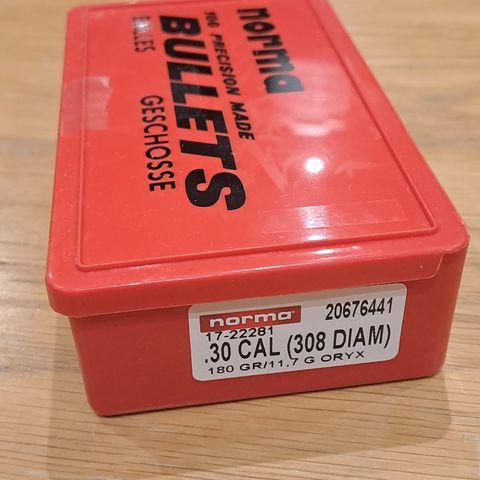 norma
100 PRECISION MADE
BULLETS
BALLES
GESCHOSSE
norma
20676441
17-22281
.30 CAL (308 DIAM)
180 GR/11,7 G ORYX